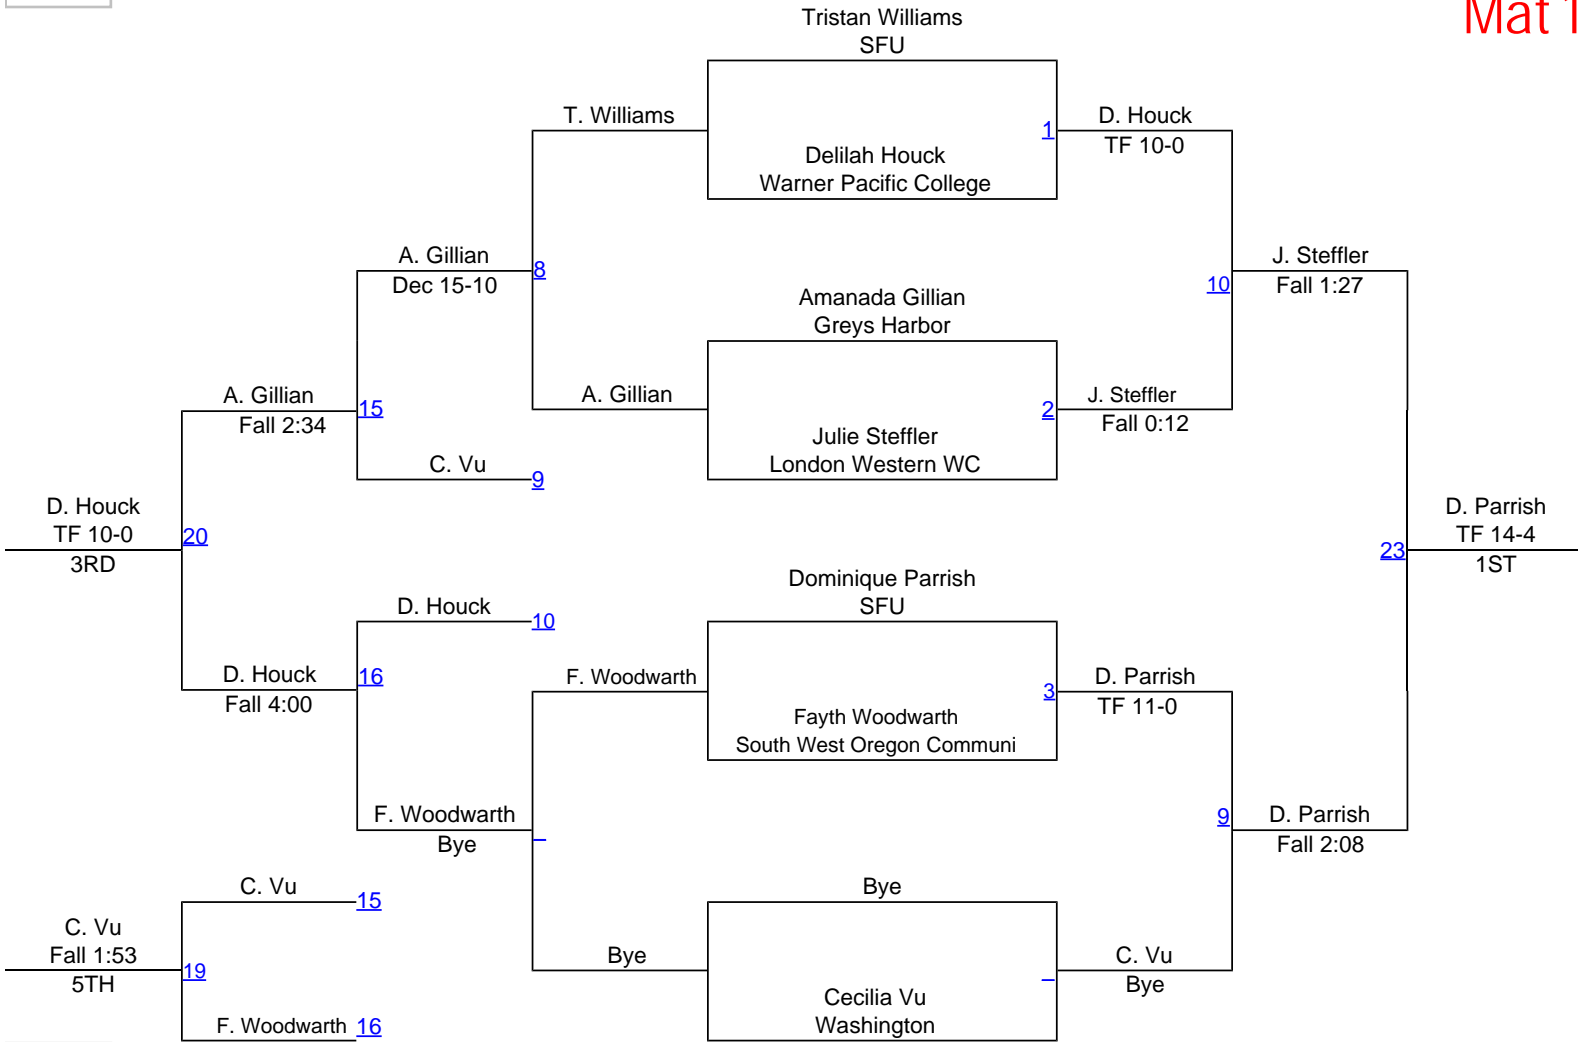 Mat 1
Tristan Williams
SFU
T. Williams
1
D. Houck
TF 10-0
Delilah Houck
Warner Pacific College
A. Gillian
Dec 15-10
8
J. Steffler
Fall 1:27
10
Amanada Gillian
Greys Harbor
A. Gillian
Fall 2:34
15
A. Gillian
2
J. Steffler
Fall 0:12
Julie Steffler
London Western WC
C. Vu
9
D. Houck
TF 10-0
3RD
20
D. Parrish
TF 14-4
1ST
23
Dominique Parrish
SFU
D. Houck
10
D. Houck
Fall 4:00
16
F. Woodwarth
3
D. Parrish
TF 11-0
Fayth Woodwarth
South West Oregon Communi
F. Woodwarth
Bye
9
D. Parrish
Fall 2:08
C. Vu
15
Bye
C. Vu
Fall 1:53
5TH
19
Bye
C. Vu
Bye
Cecilia Vu
Washington
F. Woodwarth
16